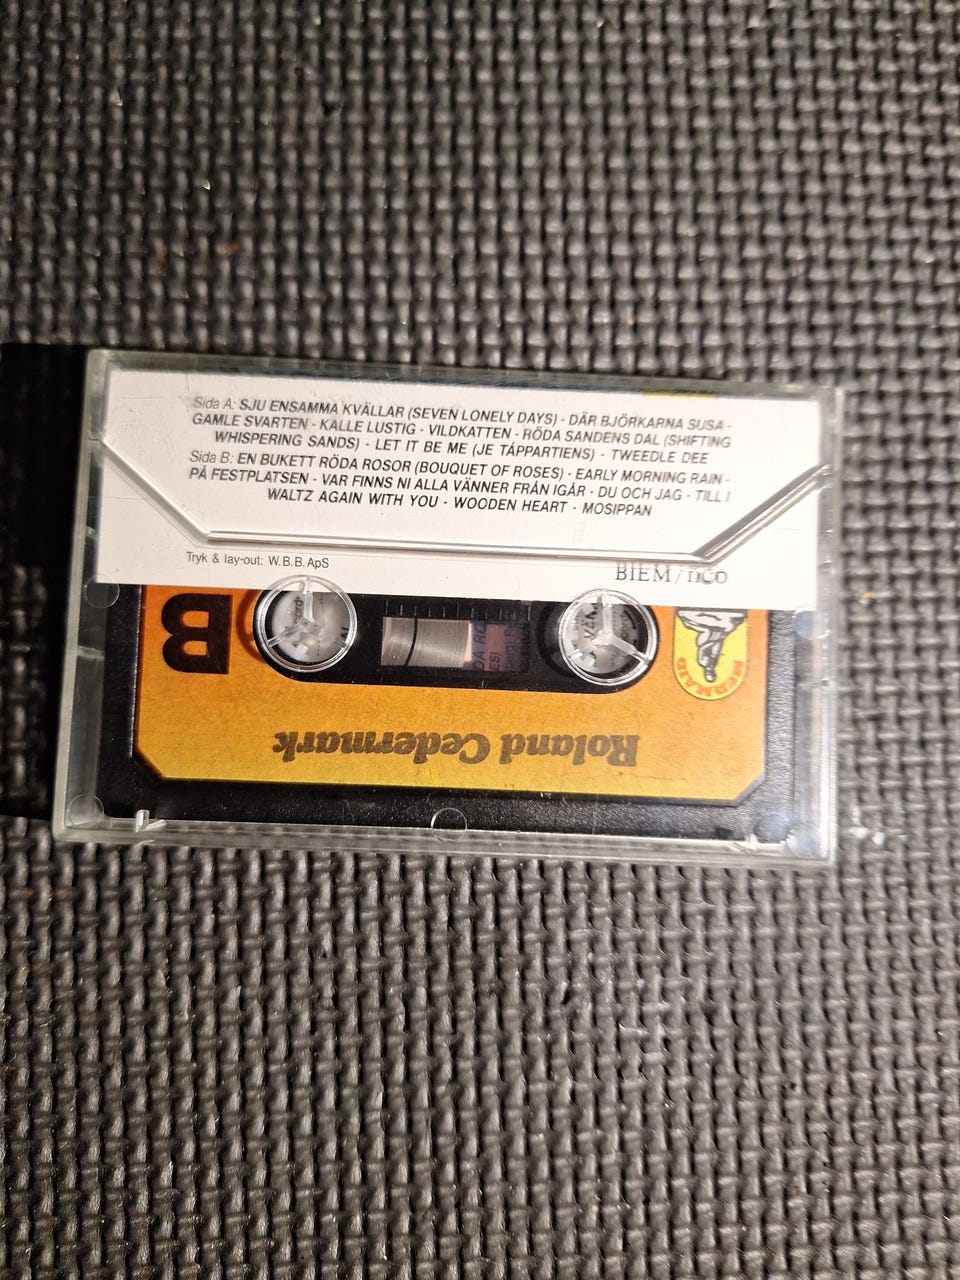 Sida A: SJU ENSAMMA KVÄLLAR (SEVEN LONELY DAYS) - DÄR BJÖRKARNA SUSA -
GAMLE SVARTEN - KALLE LUSTIG - VILDKATTEN - RÖDA SANDENS DAL (SHIFTING
WHISPERING SANDS) - LET IT BE ME (JE TÁPPARTIENS) - TWEEDLE DEE
Sida B: EN BUKETT RÖDA ROSOR (BOUQUET OF ROSES) - EARLY MORNING RAIN -
PÅ FESTPLATSEN - VAR FINNS NI ALLA VÄNNER FRÅN IGÅR - DU OCH JAG - TILL I
WALTZ AGAIN WITH YOU - WOODEN HEART - MOSIPPAN
Tryk & lay-out: W.B.B. ApS
BIEM / ncb
B
MERMAID
Roland Cedermark